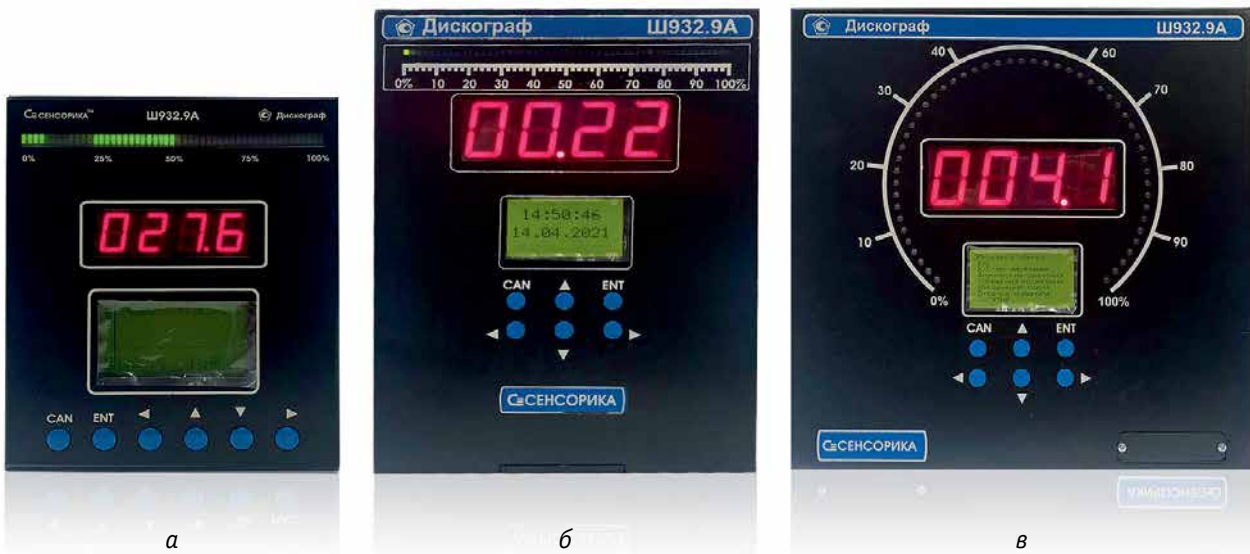 СЕНСОРИКА™ Ш932.9А Дискограф
0% 25% 50% 75% 100%
027.6
CAN ENT
а
Дискограф Ш932.9А
0% 10 20 30 40 50 60 70 80 90 100%
00.22
14:50:46
14.04.2021
CAN ENT
СЕНСОРИКА
б
Дискограф Ш932.9А
40 60
30 70
20 80
004.1
10 90
0% 100%
CAN ENT
СЕНСОРИКА
в